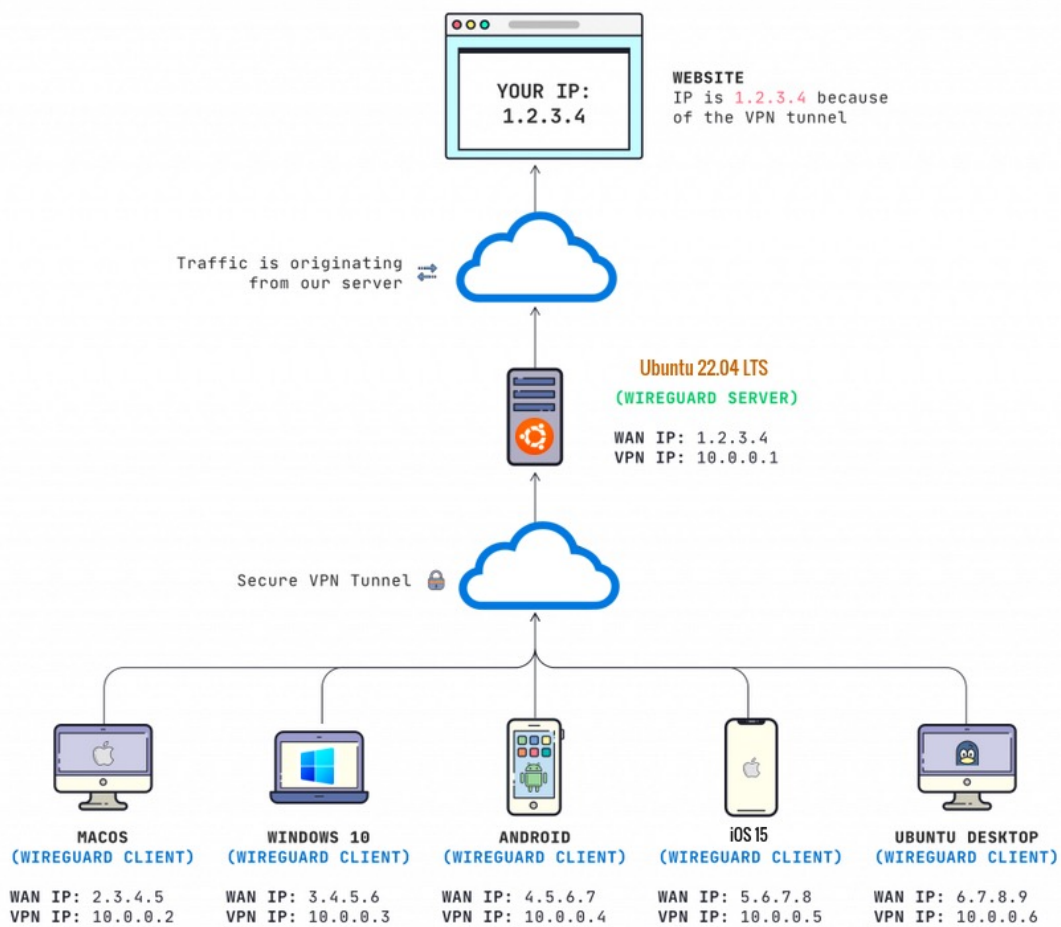 YOUR IP:
1.2.3.4
WEBSITE
IP is 1.2.3.4 because
of the VPN tunnel
Traffic is originating
from our server
Ubuntu 22.04 LTS
(WIREGUARD SERVER)
WAN IP: 1.2.3.4
VPN IP: 10.0.0.1
Secure VPN Tunnel
MACOS
(WIREGUARD CLIENT)
WAN IP: 2.3.4.5
VPN IP: 10.0.0.2
WINDOWS 10
(WIREGUARD CLIENT)
WAN IP: 3.4.5.6
VPN IP: 10.0.0.3
ANDROID
(WIREGUARD CLIENT)
WAN IP: 4.5.6.7
VPN IP: 10.0.0.4
iOS 15
(WIREGUARD CLIENT)
WAN IP: 5.6.7.8
VPN IP: 10.0.0.5
UBUNTU DESKTOP
(WIREGUARD CLIENT)
WAN IP: 6.7.8.9
VPN IP: 10.0.0.6